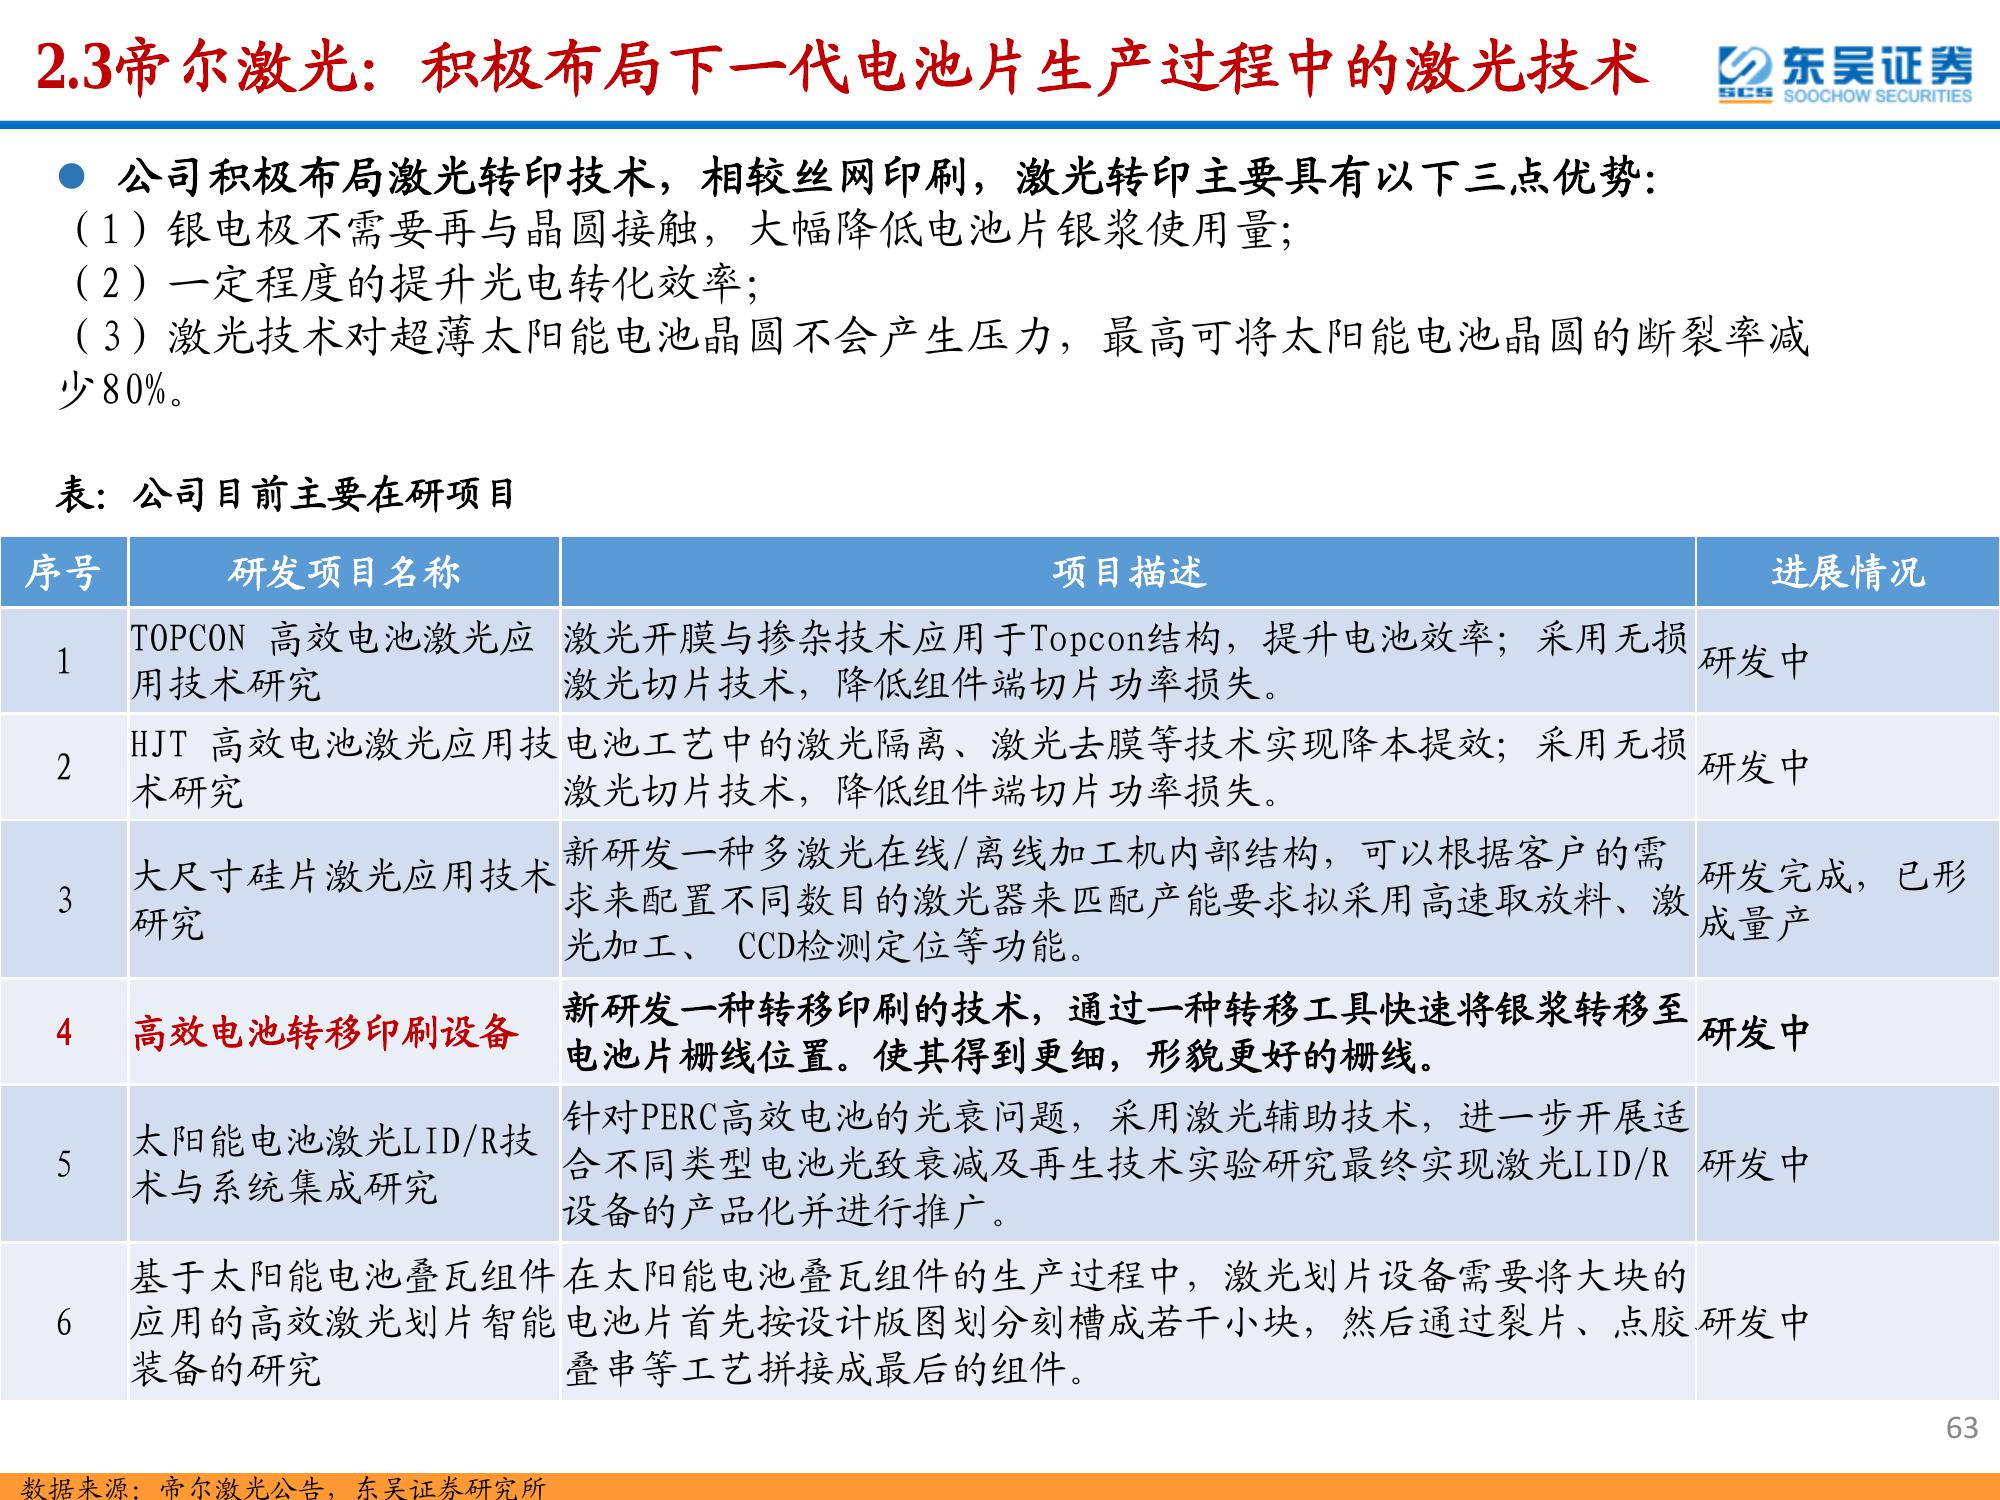 2.3帝尔激光：积极布局下一代电池片生产过程中的激光技术
东吴证券
SCS
SOOCHOW SECURITIES
公司积极布局激光转印技术，相较丝网印刷，激光转印主要具有以下三点优势：
（1）银电极不需要再与晶圆接触，大幅降低电池片银浆使用量；
（2）一定程度的提升光电转化效率；
（3）激光技术对超薄太阳能电池晶圆不会产生压力，最高可将太阳能电池晶圆的断裂率减
少80%。
表：公司目前主要在研项目
序号 研发项目名称 项目描述 进展情况
1
TOPCON 高效电池激光应
用技术研究
激光开膜与掺杂技术应用于Topcon结构，提升电池效率；采用无损
激光切片技术，降低组件端切片功率损失。
研发中
2
HJT 高效电池激光应用技
术研究
电池工艺中的激光隔离、激光去膜等技术实现降本提效；采用无损
激光切片技术，降低组件端切片功率损失。
研发中
3
大尺寸硅片激光应用技术
研究
新研发一种多激光在线/离线加工机内部结构，可以根据客户的需
求来配置不同数目的激光器来匹配产能要求拟采用高速取放料、激
光加工、 CCD检测定位等功能。
研发完成，已形
成量产
4
高效电池转移印刷设备
新研发一种转移印刷的技术，通过一种转移工具快速将银浆转移至
电池片栅线位置。使其得到更细，形貌更好的栅线。
研发中
5
太阳能电池激光LID/R技
术与系统集成研究
针对PERC高效电池的光衰问题，采用激光辅助技术，进一步开展适
合不同类型电池光致衰减及再生技术实验研究最终实现激光LID/R
设备的产品化并进行推广。
研发中
6
基于太阳能电池叠瓦组件
应用的高效激光划片智能
装备的研究
在太阳能电池叠瓦组件的生产过程中，激光划片设备需要将大块的
电池片首先按设计版图划分刻槽成若干小块，然后通过裂片、点胶
叠串等工艺拼接成最后的组件。
研发中
63
数据来源：帝尔激光公告，东吴证券研究所